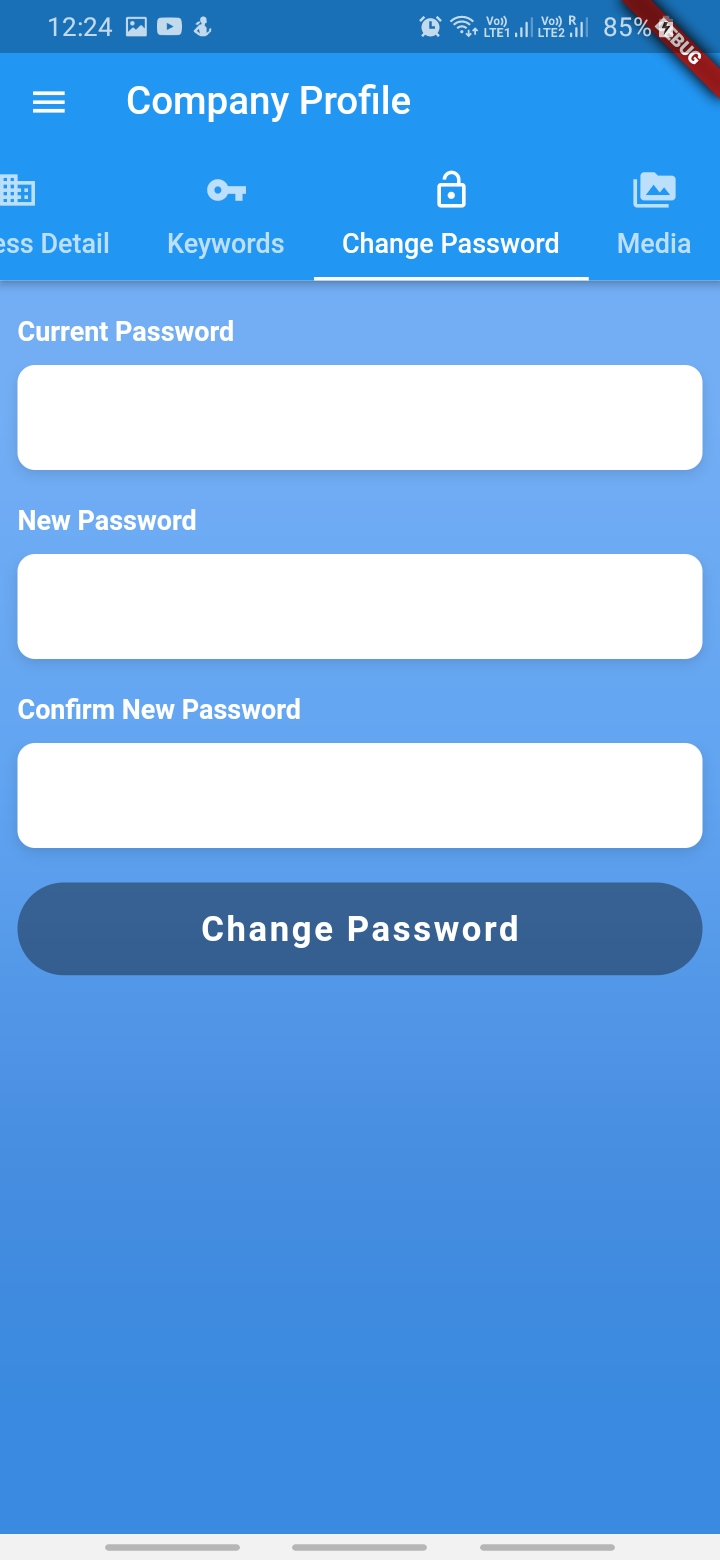 12:24 Vo)) LTE1 Vo)) R LTE2 85%
DEBUG
Company Profile
ess Detail Keywords Change Password Media
Current Password
New Password
Confirm New Password
Change Password